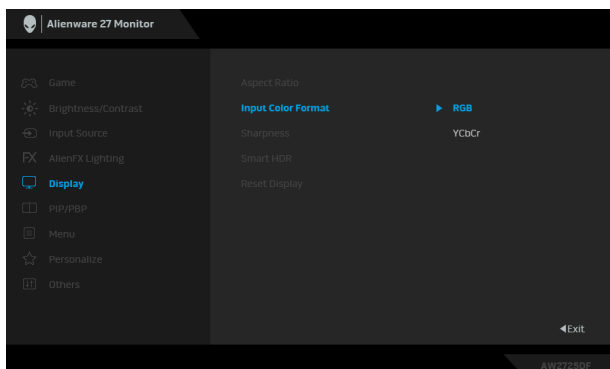 Alienware 27 Monitor
Game
Brightness/Contrast
Input Source
AlienFX Lighting
Display
PIP/PBP
Menu
Personalize
Others
Aspect Ratio
Input Color Format
Sharpness
Smart HDR
Reset Display
RGB
YCbCr
Exit
AW2725DF